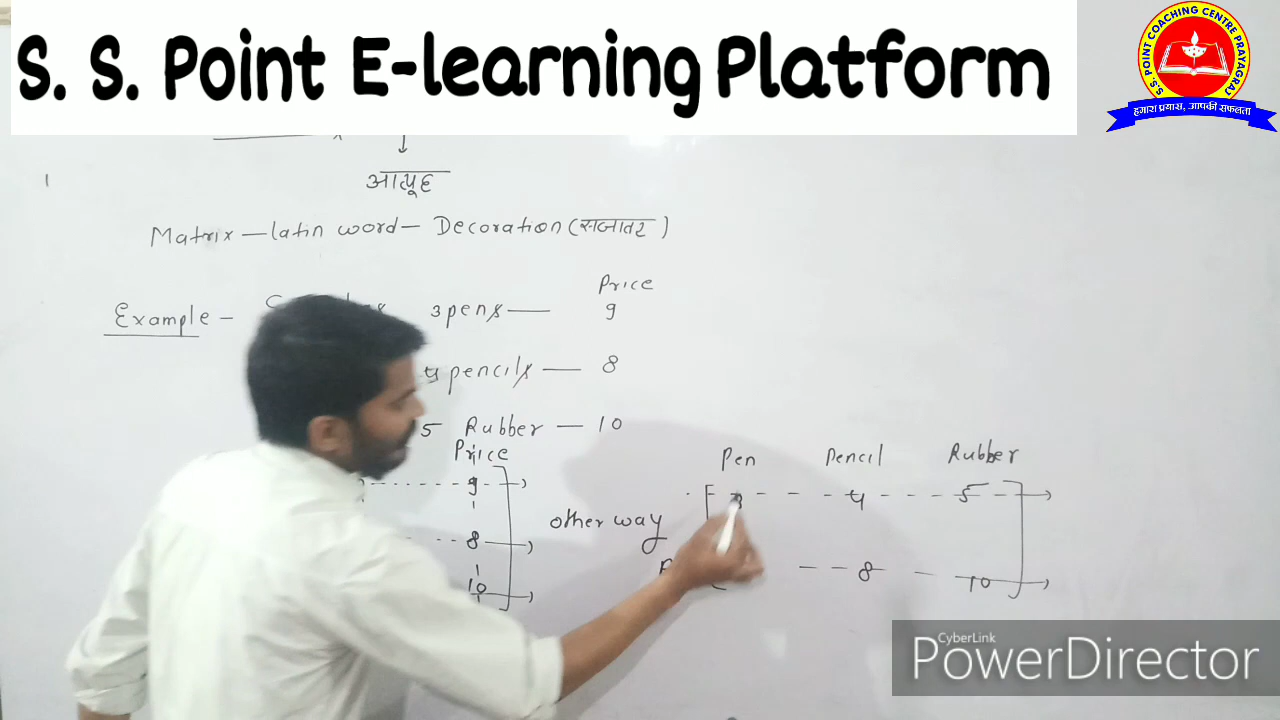 S. S. Point E-learning Platform
S.S. POINT COACHING CENTRE PRAYAGRAJ
हमारा प्रयास, आपकी सफलता
आव्यूह
Matrix — latin word — Decoration (सजावट)
Price
Example - 3 pens — 9
4 pencils — 8
5 Rubber — 10
Price
9
8
10
other way
Pen Pencil Rubber
3 4 5
8 10
CyberLink
PowerDirector